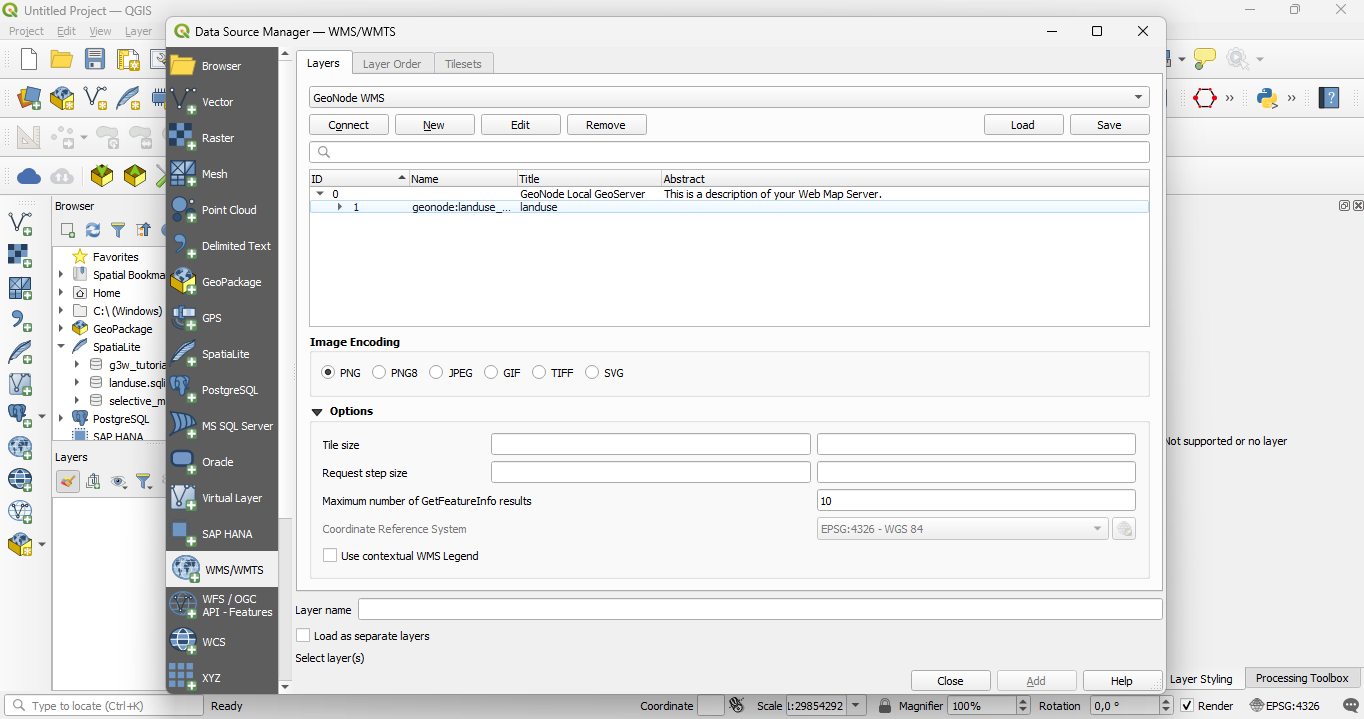 Untitled Project — QGIS
Project Edit View Layer
Data Source Manager — WMS/WMTS
Browser
Vector
Raster
Mesh
Point Cloud
Delimited Text
GeoPackage
GPS
SpatiaLite
PostgreSQL
MS SQL Server
Oracle
Virtual Layer
SAP HANA
WMS/WMTS
WFS / OGC
API - Features
WCS
XYZ
Layers Layer Order Tilesets
GeoNode WMS
Connect New Edit Remove Load Save
ID Name Title Abstract
0 GeoNode Local GeoServer This is a description of your Web Map Server.
1 geonode:landuse_... landuse
Image Encoding
PNG PNG8 JPEG GIF TIFF SVG
Options
Tile size
Request step size
Maximum number of GetFeatureInfo results 10
Coordinate Reference System EPSG:4326 - WGS 84
Use contextual WMS Legend
Layer name
Load as separate layers
Select layer(s)
Close Add Help
Browser
Favorites
Spatial Bookma
Home
C:\ (Windows)
GeoPackage
SpatiaLite
g3w_tutoria
landuse.sqli
selective_m
PostgreSQL
SAP HANA
Layers
Not supported or no layer
Layer Styling Processing Toolbox
Type to locate (Ctrl+K) Ready Coordinate Scale 1:29854292 Magnifier 100% Rotation 0,0 ° Render EPSG:4326